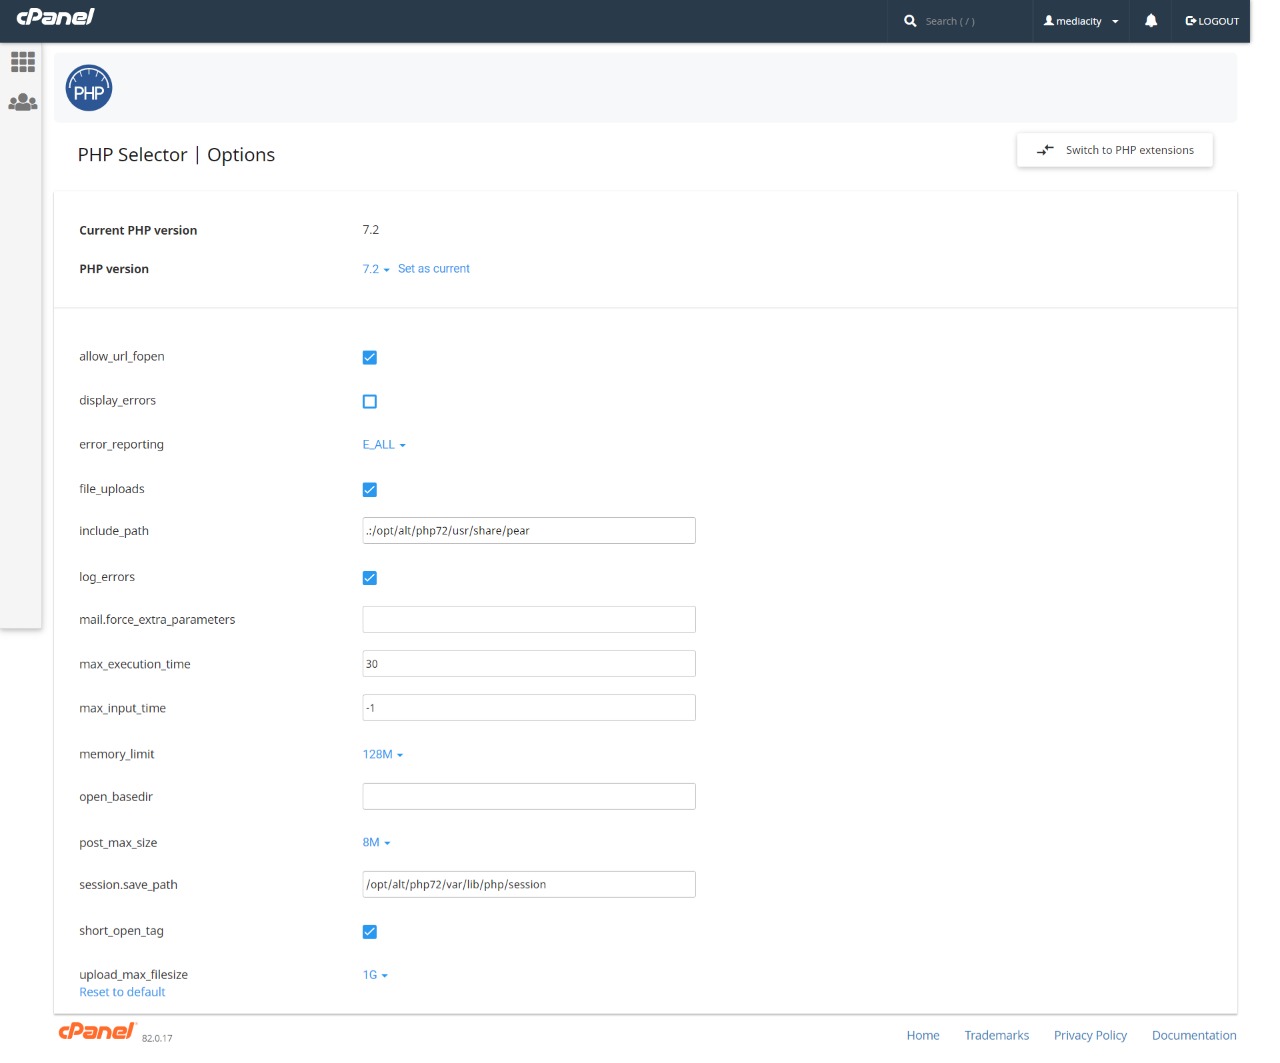 cPanel
Search ( / )
mediacity
LOGOUT
PHP
PHP Selector | Options
Switch to PHP extensions
Current PHP version 7.2
PHP version 7.2 Set as current
allow_url_fopen
display_errors
error_reporting E_ALL
file_uploads
include_path .:/opt/alt/php72/usr/share/pear
log_errors
mail.force_extra_parameters
max_execution_time 30
max_input_time -1
memory_limit 128M
open_basedir
post_max_size 8M
session.save_path /opt/alt/php72/var/lib/php/session
short_open_tag
upload_max_filesize 1G
Reset to default
cPanel 82.0.17
Home Trademarks Privacy Policy Documentation